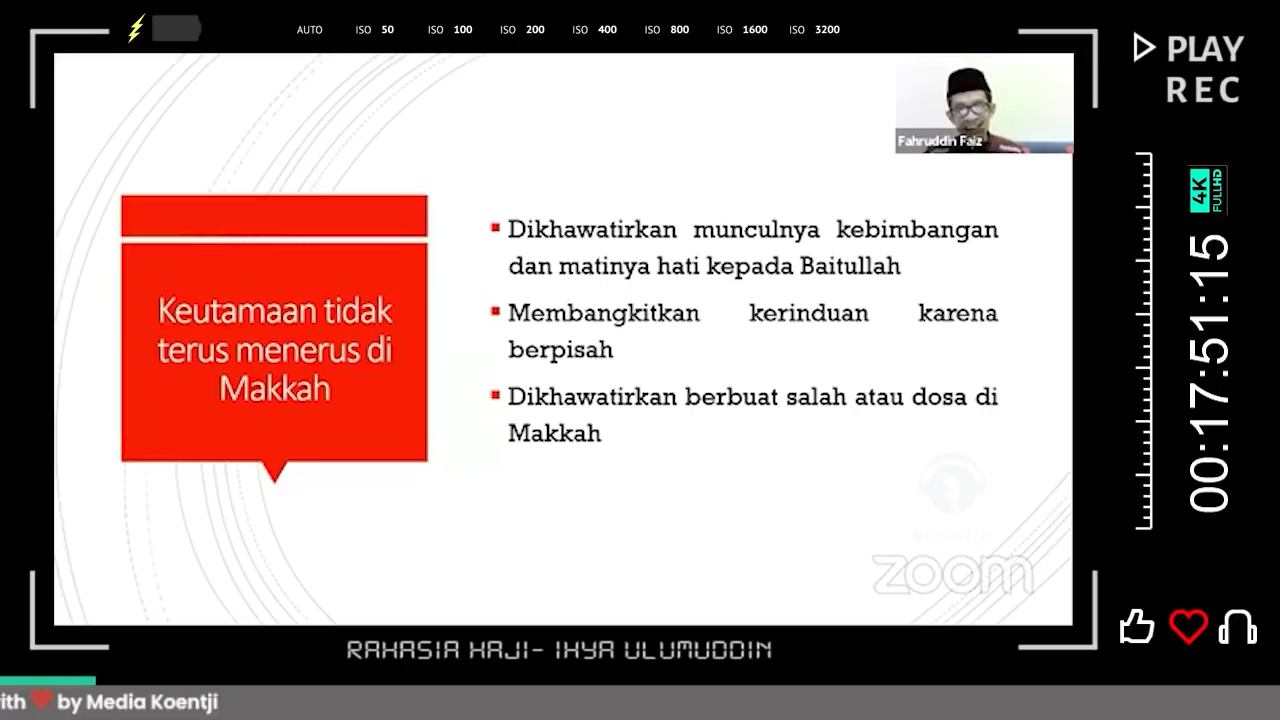 AUTO ISO 50 ISO 100 ISO 200 ISO 400 ISO 800 ISO 1600 ISO 3200
PLAY
REC
Fahruddin Faiz
4K
FULLHD
00:17:51:15
Keutamaan tidak
terus menerus di
Makkah
Dikhawatirkan munculnya kebimbangan
dan matinya hati kepada Baitullah
Membangkitkan kerinduan karena
berpisah
Dikhawatirkan berbuat salah atau dosa di
Makkah
zoom
RAHASIA HAJI- IHYA ULUMUDDIN
ith by Media Koentji